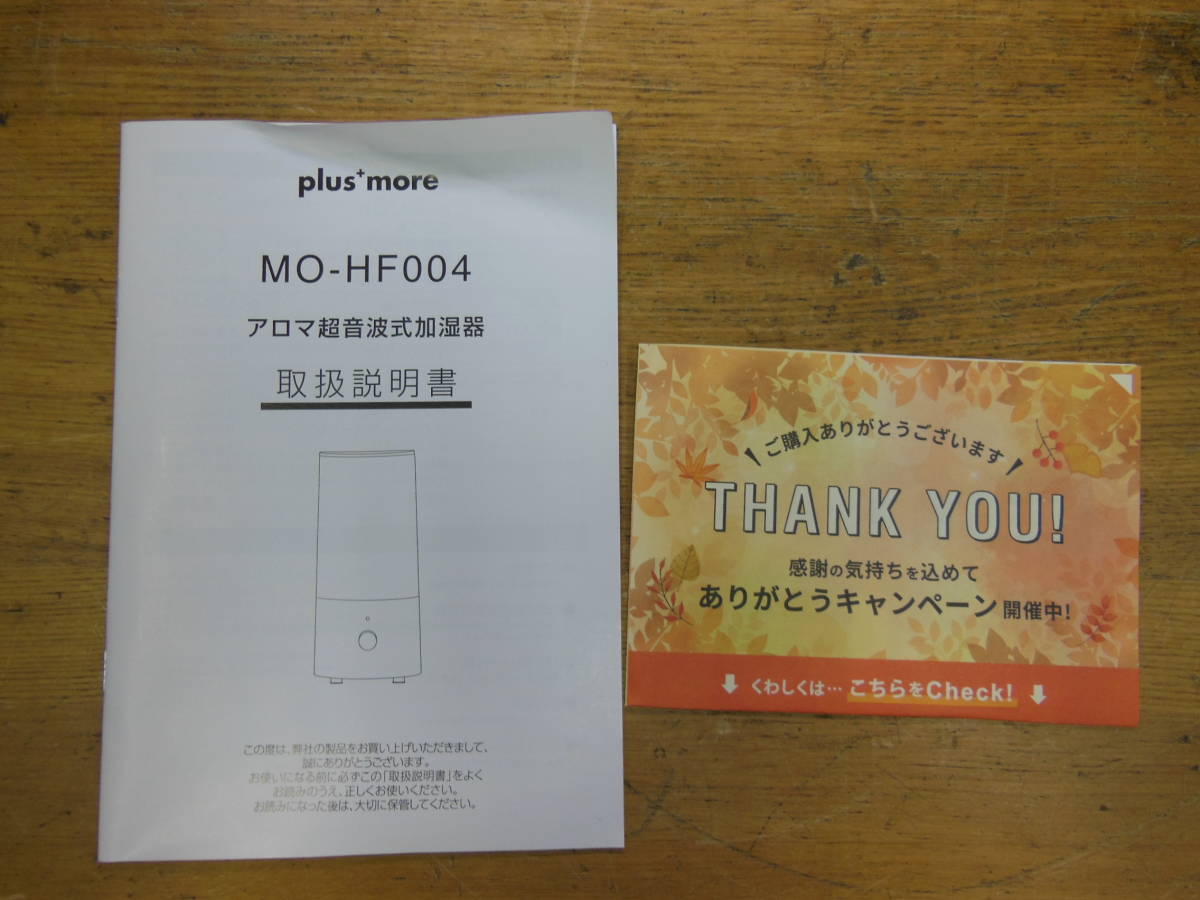 plus+more
MO-HF004
アロマ超音波式加湿器
取扱説明書
この度は、弊社の製品をお買い上げいただきまして、
誠にありがとうございます。
お使いになる前に必ずこの「取扱説明書」をよく
お読みのうえ、正しくお使いください。
お読みになった後は、大切に保管してください。
ご購入ありがとうございます
THANK YOU!
感謝の気持ちを込めて
ありがとうキャンペーン開催中!
くわしくは… こちらをCheck!